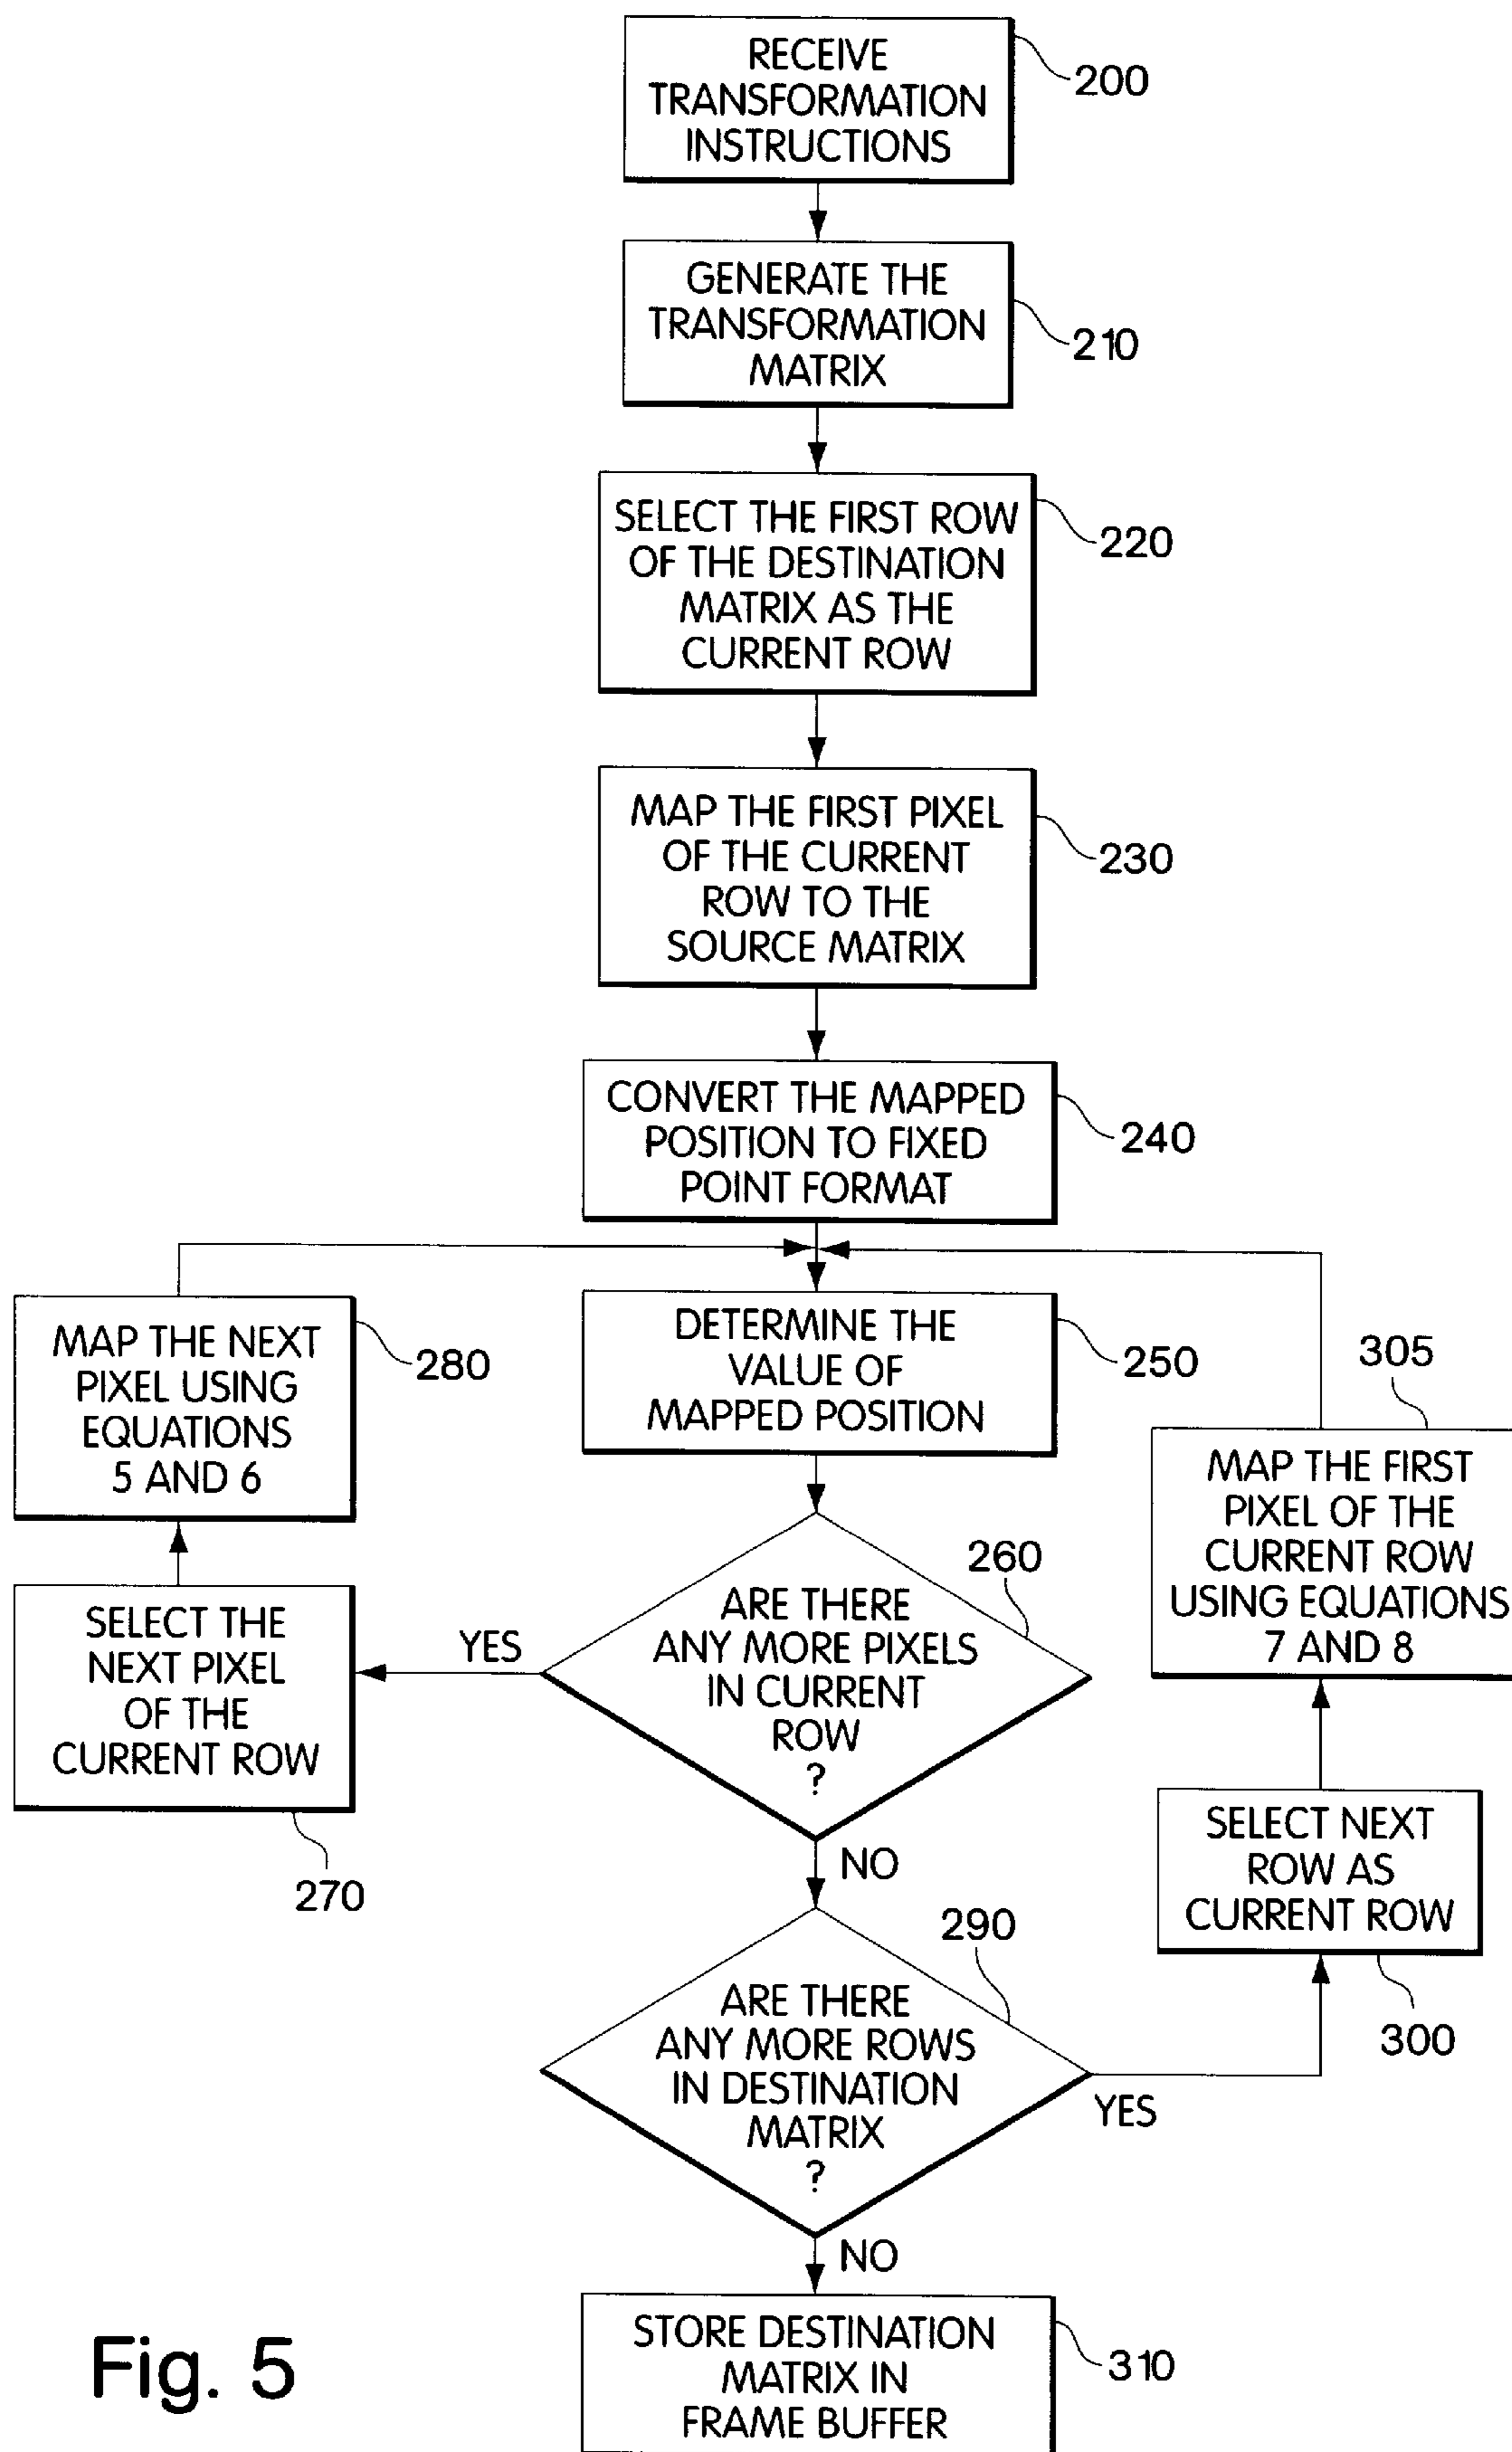 RECEIVE
TRANSFORMATION
INSTRUCTIONS
200
GENERATE THE
TRANSFORMATION
MATRIX
210
SELECT THE FIRST ROW
OF THE DESTINATION
MATRIX AS THE
CURRENT ROW
220
MAP THE FIRST PIXEL
OF THE CURRENT
ROW TO THE
SOURCE MATRIX
230
CONVERT THE MAPPED
POSITION TO FIXED
POINT FORMAT
240
DETERMINE THE
VALUE OF
MAPPED POSITION
250
ARE THERE
ANY MORE PIXELS
IN CURRENT
ROW
?
260
YES
NO
SELECT THE
NEXT PIXEL
OF THE
CURRENT ROW
270
MAP THE NEXT
PIXEL USING
EQUATIONS
5 AND 6
280
ARE THERE
ANY MORE ROWS
IN DESTINATION
MATRIX
?
290
YES
NO
SELECT NEXT
ROW AS
CURRENT ROW
300
MAP THE FIRST
PIXEL OF THE
CURRENT ROW
USING EQUATIONS
7 AND 8
305
STORE DESTINATION
MATRIX IN
FRAME BUFFER
310
Fig. 5